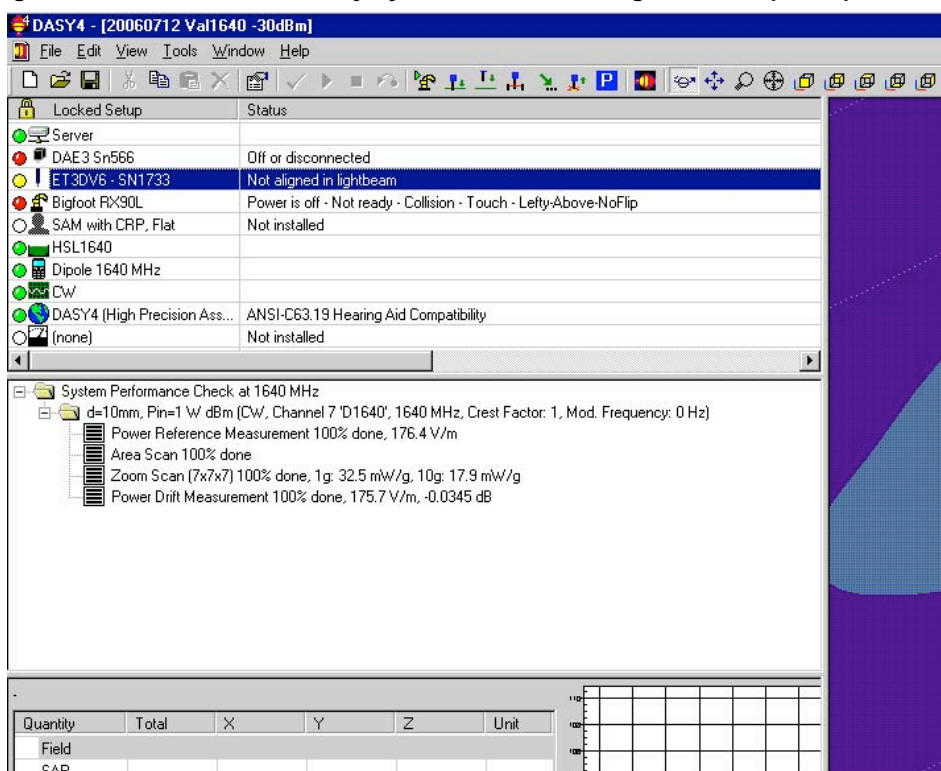 DASY4 - [20060712 Val1640 -30dBm]
File Edit View Tools Window Help
Locked Setup Status
Server
DAE3 Sn566 Off or disconnected
ET3DV6 - SN1733 Not aligned in lightbeam
Bigfoot RX90L Power is off - Not ready - Collision - Touch - Lefty-Above-NoFlip
SAM with CRP, Flat Not installed
HSL1640
Dipole 1640 MHz
CW
DASY4 (High Precision Ass... ANSI-C63.19 Hearing Aid Compatibility
(none) Not installed
System Performance Check at 1640 MHz
d=10mm, Pin=1 W dBm (CW, Channel 7 'D1640', 1640 MHz, Crest Factor: 1, Mod. Frequency: 0 Hz)
Power Reference Measurement 100% done, 176.4 V/m
Area Scan 100% done
Zoom Scan (7x7x7) 100% done, 1g: 32.5 mW/g, 10g: 17.9 mW/g
Power Drift Measurement 100% done, 175.7 V/m, -0.0345 dB
-
Quantity Total X Y Z Unit
Field
SAR